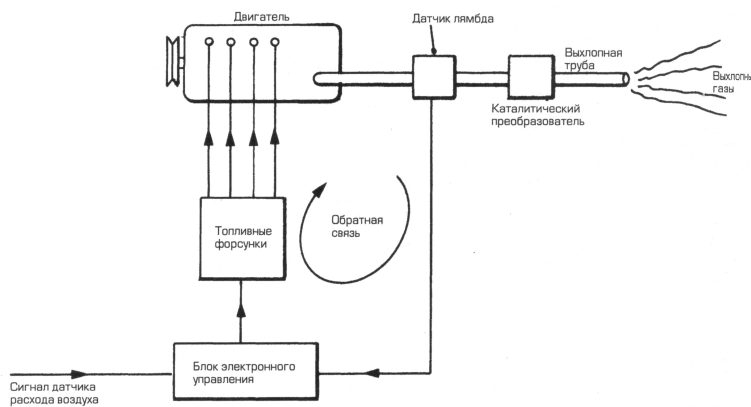 Двигатель
Датчик лямбда
Выхлопная
труба
Выхлопн
газы
Каталитический
преобразователь
Топливные
форсунки
Обратная
связь
Блок электронного
управления
Сигнал датчика
расхода воздуха